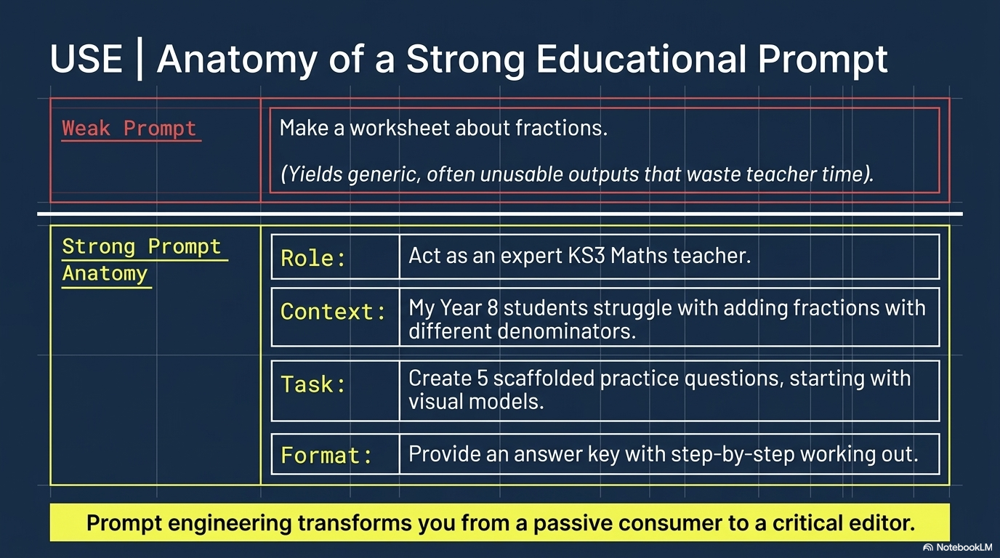 USE | Anatomy of a Strong Educational Prompt
Weak Prompt
Make a worksheet about fractions.
(Yields generic, often unusable outputs that waste teacher time).
Strong Prompt
Anatomy
Role:
Act as an expert KS3 Maths teacher.
Context:
My Year 8 students struggle with adding fractions with
different denominators.
Task:
Create 5 scaffolded practice questions, starting with
visual models.
Format:
Provide an answer key with step-by-step working out.
Prompt engineering transforms you from a passive consumer to a critical editor.
NotebookLM